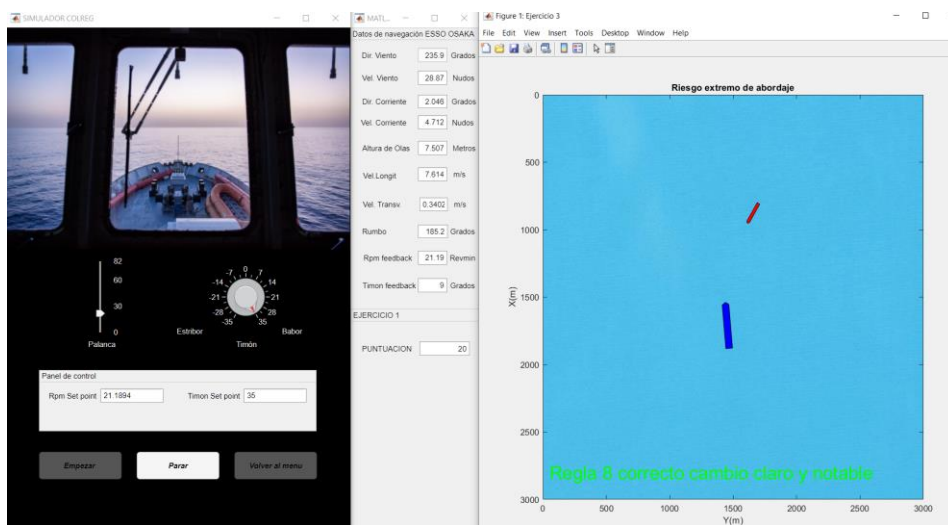 SIMULADOR COLREG
82
60
30
0
Palanca
-7 0 7
-14 14
-21 21
-28 28
-35 35
Estribor Babor
Timón
Panel de control
Rpm Set point 21.1894 Timon Set point 35
Empezar Parar Volver al menu
MATL...
Datos de navegación ESSO OSAKA
Dir. Viento 235.9 Grados
Vel. Viento 28.87 Nudos
Dir. Corriente 2.046 Grados
Vel. Corriente 4.712 Nudos
Altura de Olas 7.507 Metros
Vel.Longit 7.614 m/s
Vel. Transv. 0.3402 m/s
Rumbo 185.2 Grados
Rpm feedback 21.19 Revmin
Timon feedback 9 Grados
EJERCICIO 1
PUNTUACION 20
Figure 1: Ejercicio 3
File Edit View Insert Tools Desktop Window Help
Riesgo extremo de abordaje
0
500
1000
1500
2000
2500
3000
X(m)
Regla 8 correcto cambio claro y notable
0 500 1000 1500 2000 2500 3000
Y(m)